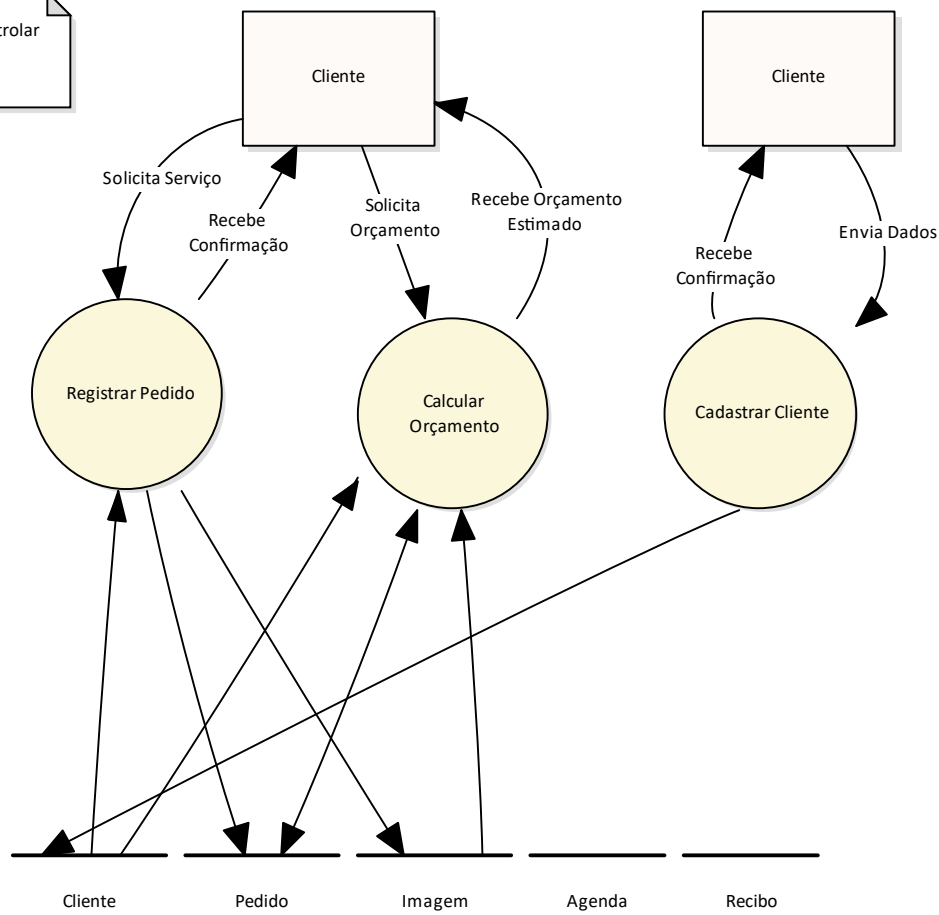 Cliente
Cliente
Solicita Serviço
Recebe
Confirmação
Solicita
Orçamento
Recebe Orçamento
Estimado
Recebe
Confirmação
Envia Dados
Registrar Pedido
Calcular
Orçamento
Cadastrar Cliente
Cliente
Pedido
Imagem
Agenda
Recibo